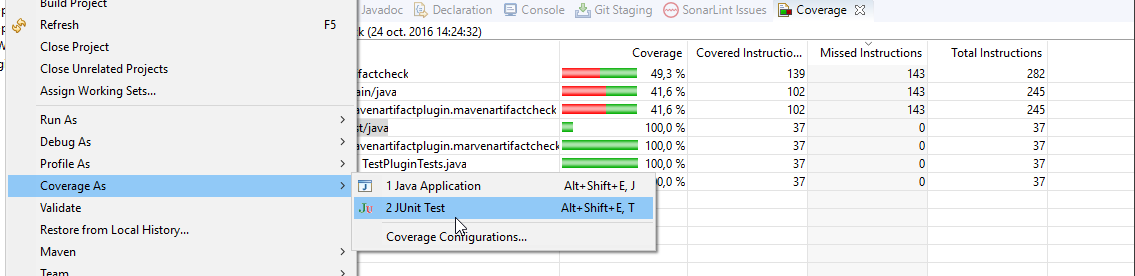 Build Project
Refresh F5
Close Project
Close Unrelated Projects
Assign Working Sets...
Run As
Debug As
Profile As
Coverage As
Validate
Restore from Local History...
Maven
Team
1 Java Application Alt+Shift+E, J
2 JUnit Test Alt+Shift+E, T
Coverage Configurations...
Javadoc Declaration Console Git Staging SonarLint Issues Coverage
k (24 oct. 2016 14:24:32)
Coverage Covered Instructio... Missed Instructions Total Instructions
factcheck 49,3 % 139 143 282
ain/java 41,6 % 102 143 245
avenartifactplugin.mavenartifactcheck 41,6 % 102 143 245
st/java 100,0 % 37 0 37
avenartifactplugin.marvenartifactcheck 100,0 % 37 0 37
TestPluginTests.java 100,0 % 37 0 37
00,0 % 37 0 37